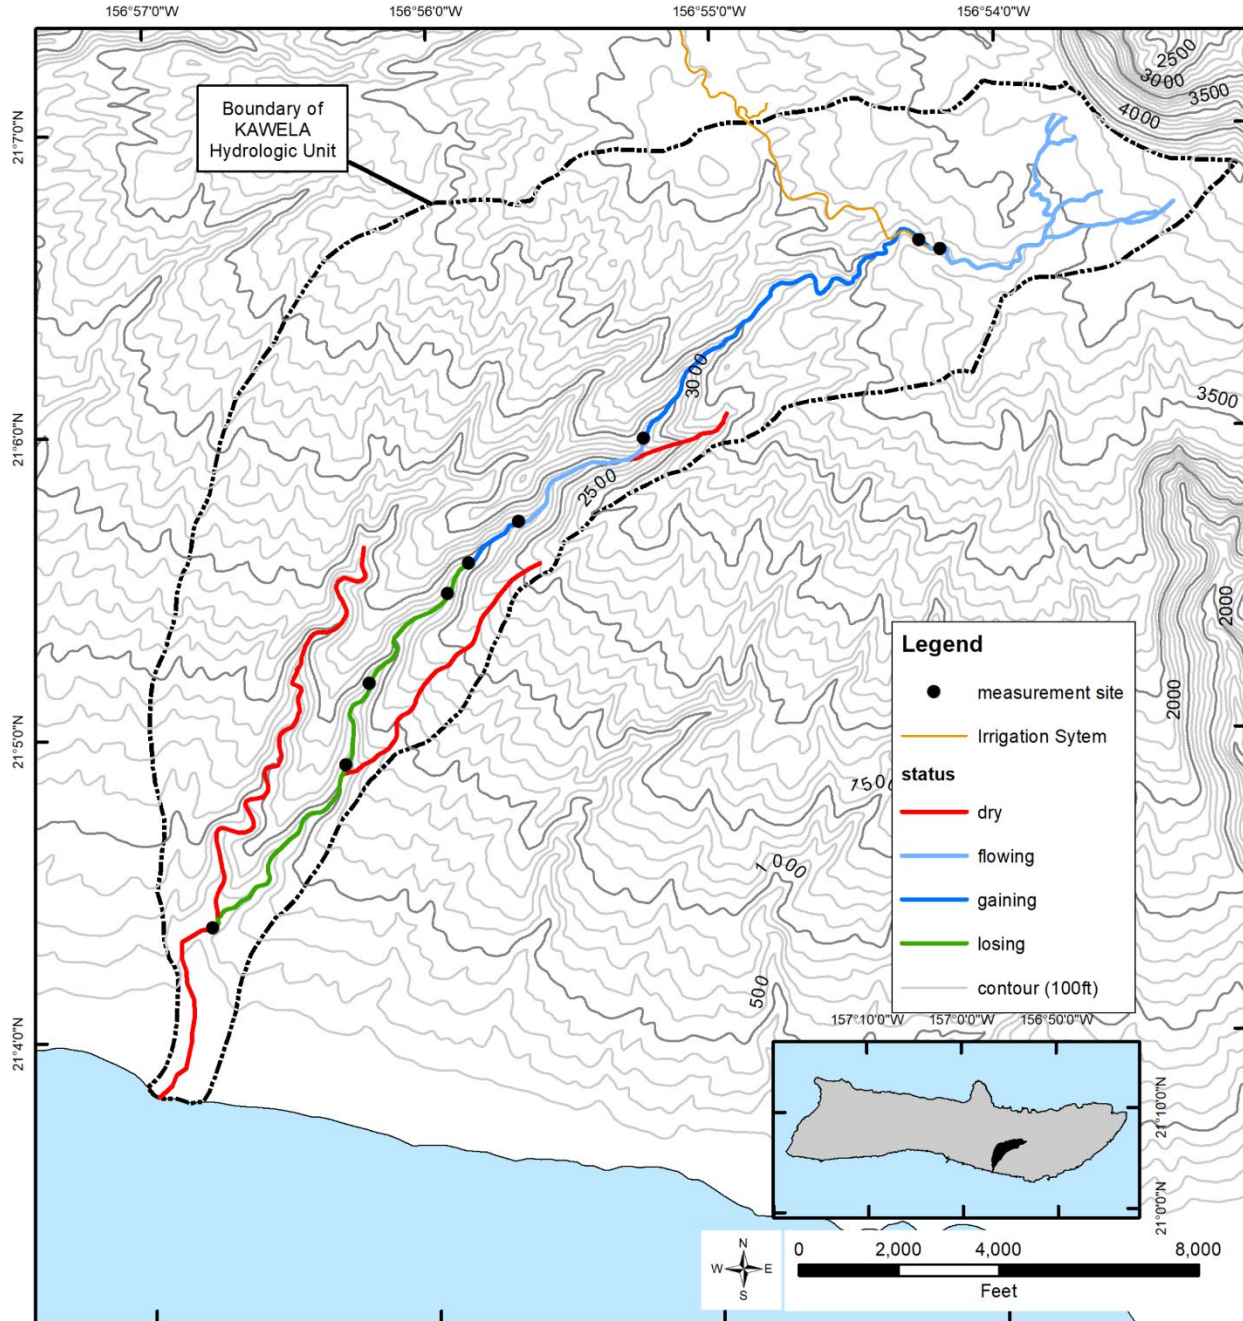 156°57'0"W
156°56'0"W
156°55'0"W
156°54'0"W
2500
3000
3500
4000
Boundary of
KAWELA
Hydrologic Unit
21°7'0"N
3000
3500
21°6'0"N
2500
2000
2000
21°5'0"N
1,000
500
21°4'0"N
Legend
measurement site
Irrigation Sytem
status
dry
flowing
gaining
losing
contour (100ft)
157°10'0"W
157°0'0"W
156°50'0"W
21°10'0"N
21°0'0"N
N
W
E
S
0
2,000
4,000
8,000
Feet